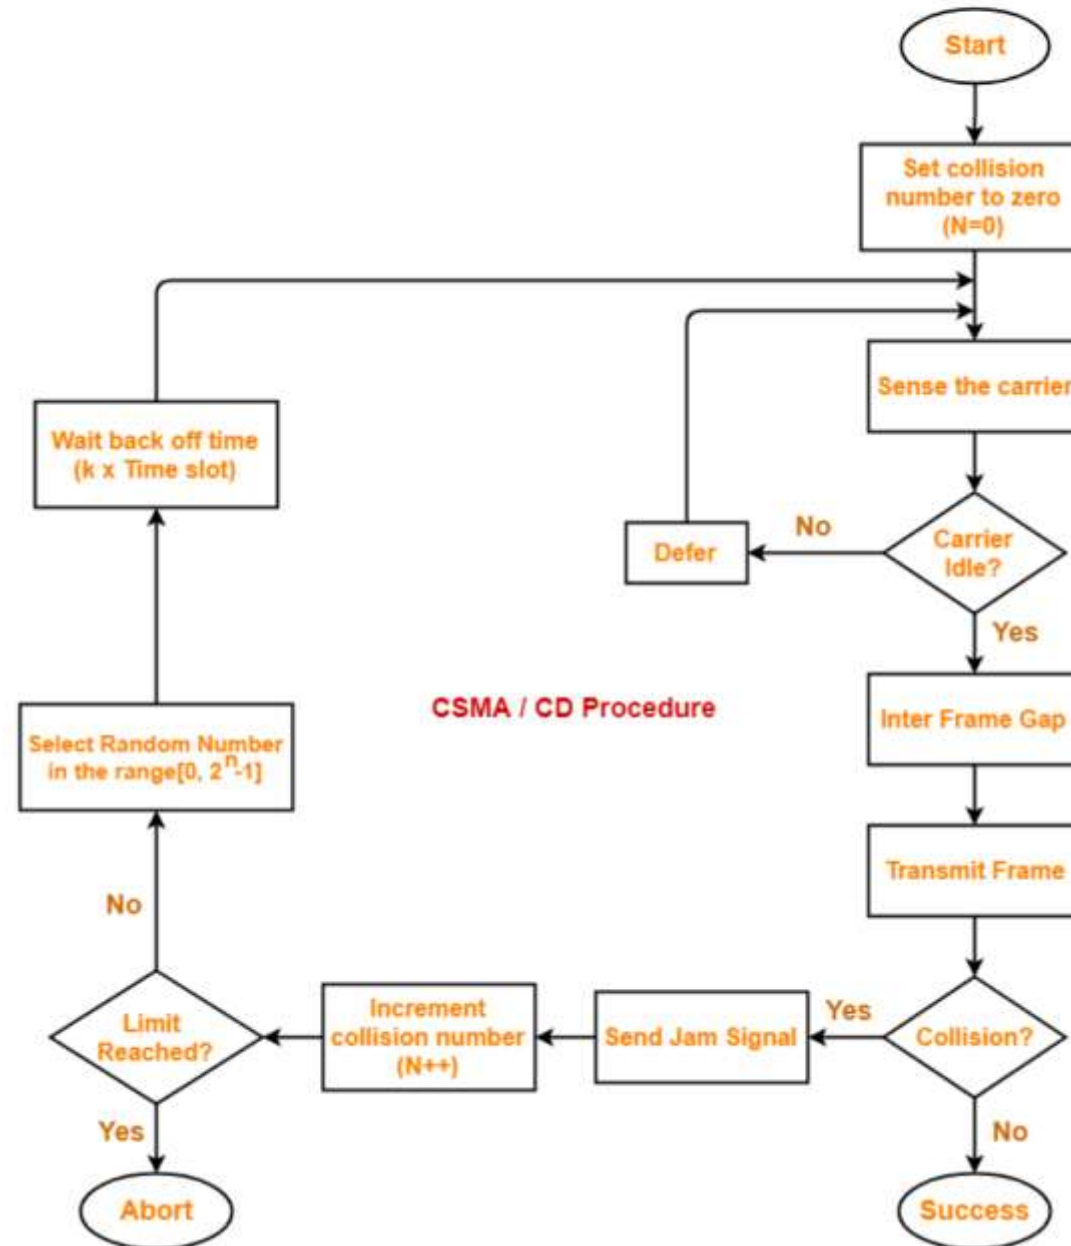 Start
Set collision
number to zero
(N=0)
Sense the carrier
Wait back off time
(k x Time slot)
No
Defer
Carrier
Idle?
Yes
CSMA / CD Procedure
Inter Frame Gap
Select Random Number
in the range[0, 2^n-1]
Transmit Frame
No
Limit
Reached?
Increment
collision number
(N++)
Send Jam Signal
Yes
Collision?
Yes
No
Abort
Success